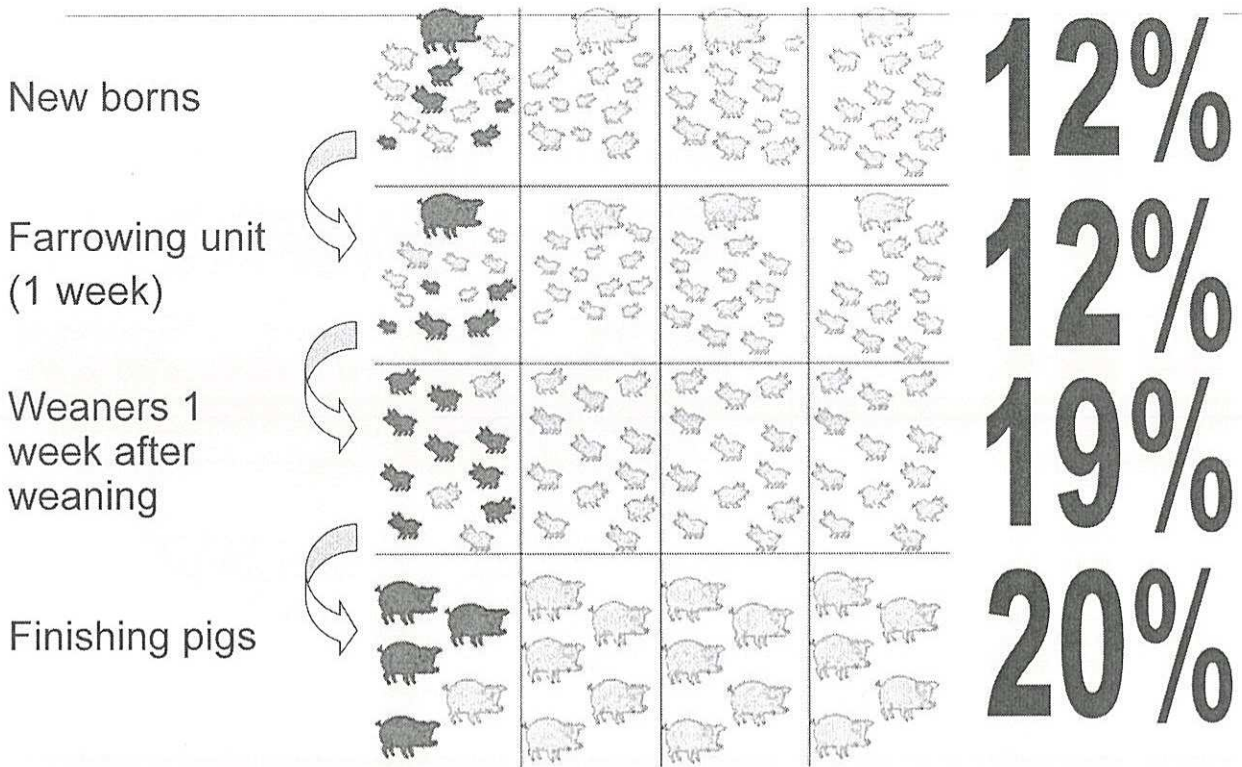 New borns
12%
Farrowing unit
(1 week)
12%
Weaners 1
week after
weaning
19%
Finishing pigs
20%